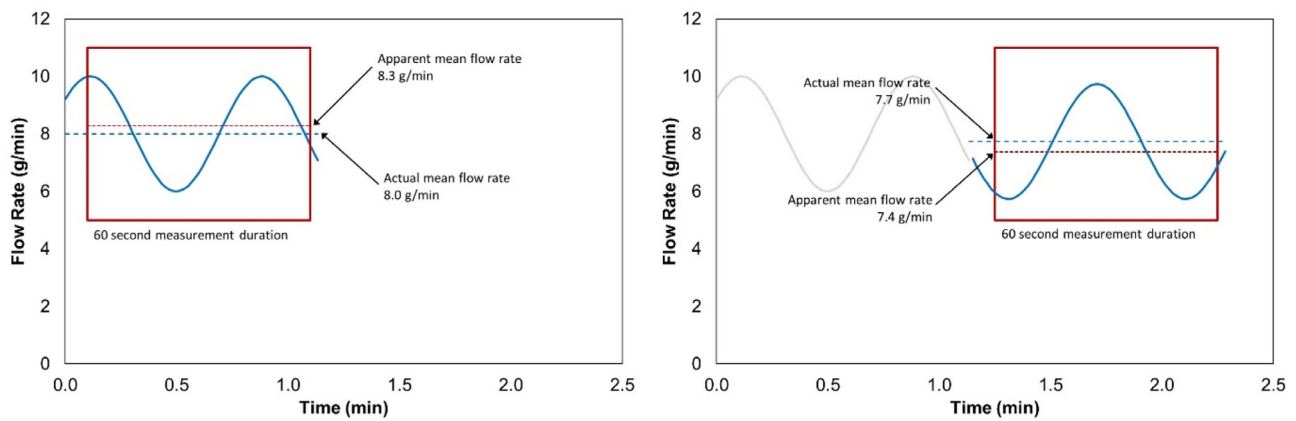 12
10
8
6
4
2
0
Flow Rate (g/min)
0.0 0.5 1.0 1.5 2.0 2.5
Time (min)
Apparent mean flow rate
8.3 g/min
Actual mean flow rate
8.0 g/min
60 second measurement duration
12
10
8
6
4
2
0
Flow Rate (g/min)
0.0 0.5 1.0 1.5 2.0 2.5
Time (min)
Actual mean flow rate
7.7 g/min
Apparent mean flow rate
7.4 g/min
60 second measurement duration